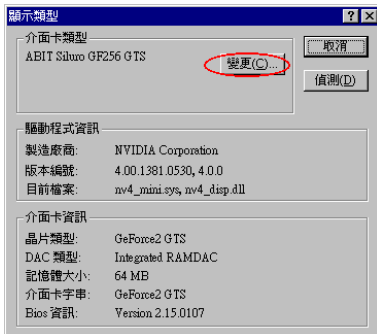 顯示類型
介面卡類型
ABIT Siluro GF256 GTS
變更(C)...
取消
偵測(D)
驅動程式資訊
製造廠商: NVIDIA Corporation
版本編號: 4.00.1381.0530, 4.0.0
目前檔案: nv4_mini.sys, nv4_disp.dll
介面卡資訊
晶片類型: GeForce2 GTS
DAC 類型: Integrated RAMDAC
記憶體大小: 64 MB
介面卡字串: GeForce2 GTS
Bios 資訊: Version 2.15.0107